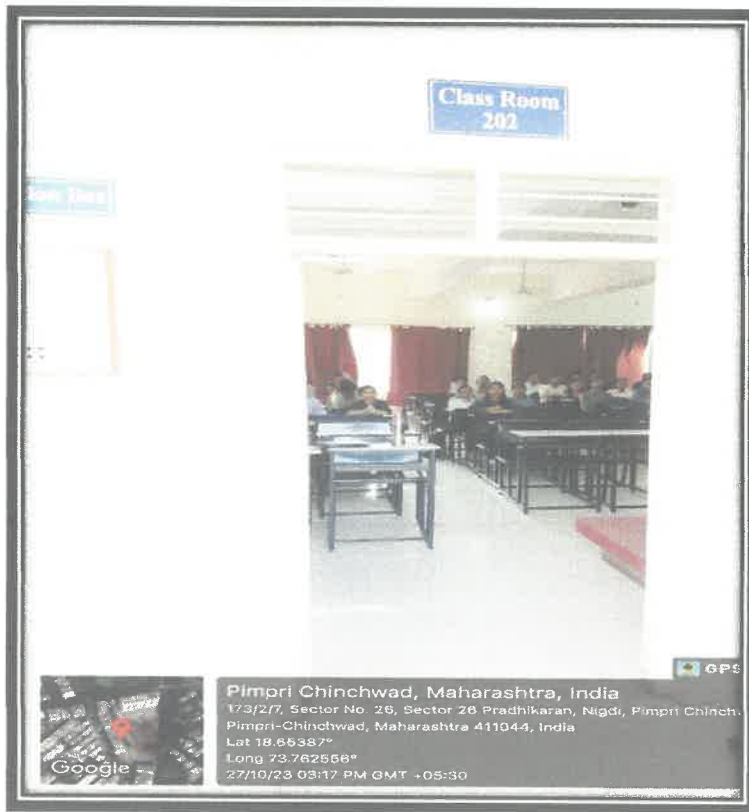 Class Room
202
Box
GPS
Pimpri Chinchwad, Maharashtra, India
173/2/7, Sector No. 26, Sector 26 Pradhikaran, Nigdi, Pimpri Chinch
Pimpri-Chinchwad, Maharashtra 411044, India
Lat 18.65387°
Long 73.762556°
27/10/23 03:17 PM GMT +05:30
Google